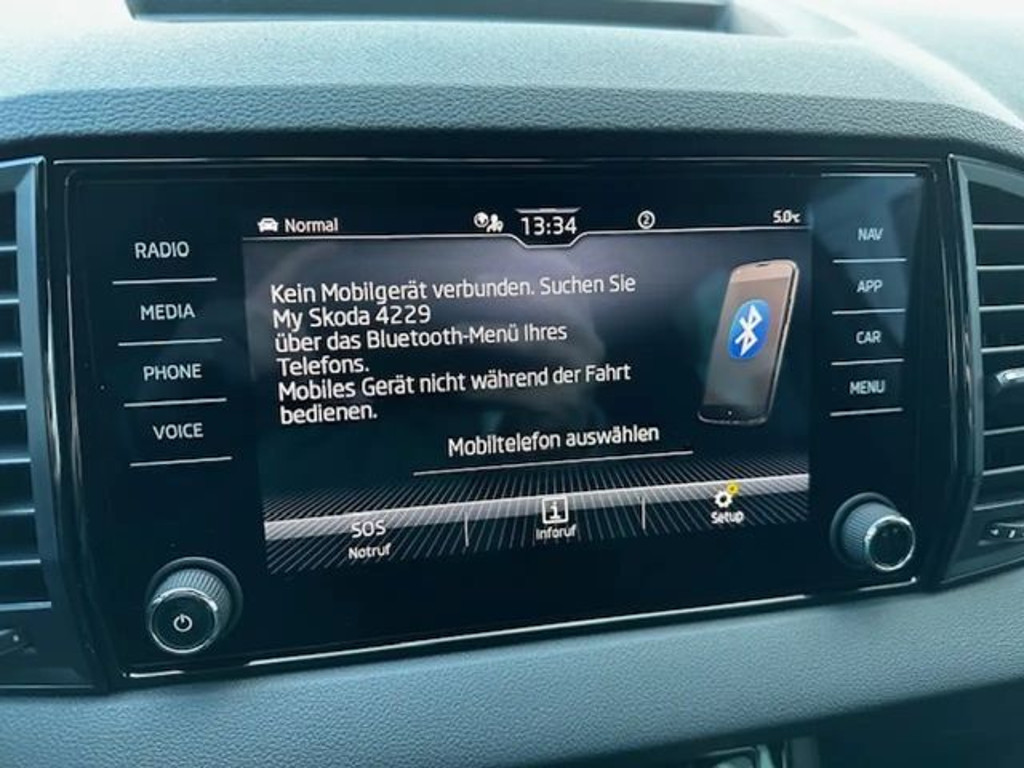 Normal 13:34 2 5.0°C
RADIO
MEDIA
PHONE
VOICE
Kein Mobilgerät verbunden. Suchen Sie
My Skoda 4229
über das Bluetooth-Menü Ihres
Telefons.
Mobiles Gerät nicht während der Fahrt
bedienen.
Mobiltelefon auswählen
SOS
Notruf
i
Inforuf
Setup
NAV
APP
CAR
MENU